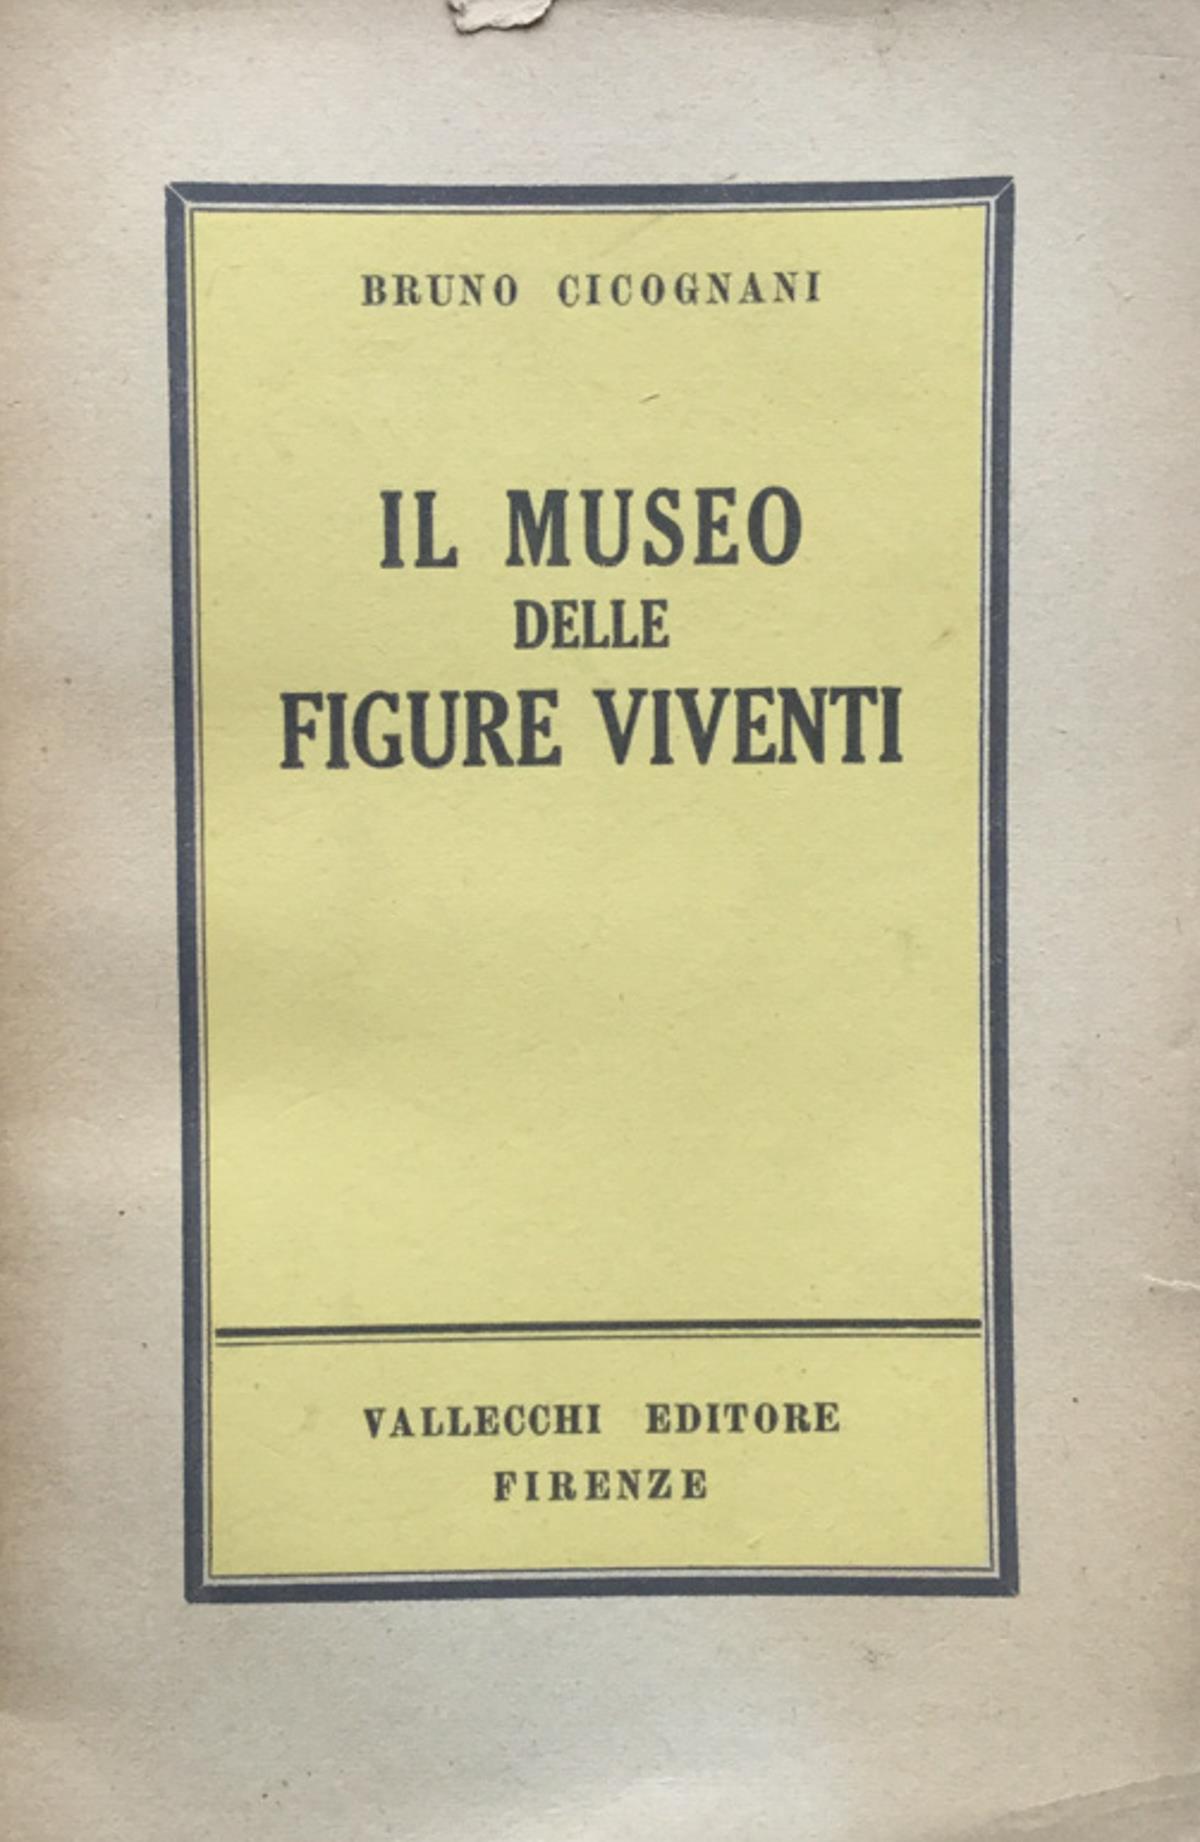 BRUNO CICOGNANI
IL MUSEO
DELLE
FIGURE VIVENTI
VALLECCHI EDITORE
FIRENZE